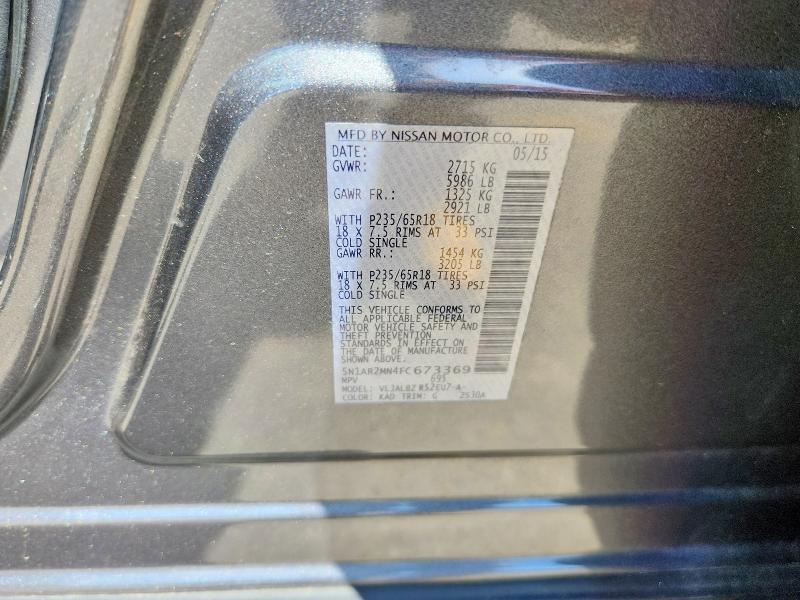 MFD BY NISSAN MOTOR CO., LTD.
DATE: 05/15
GVWR: 2715 KG
5986 LB
GAWR FR.: 1325 KG
2921 LB
WITH P235/65R18 TIRES
18 X 7.5 RIMS AT 33 PSI
COLD SINGLE
GAWR RR.: 1454 KG
3205 LB
WITH P235/65R18 TIRES
18 X 7.5 RIMS AT 33 PSI
COLD SINGLE
THIS VEHICLE CONFORMS TO
ALL APPLICABLE FEDERAL
MOTOR VEHICLE SAFETY AND
THEFT PREVENTION
STANDARDS IN EFFECT ON
THE DATE OF MANUFACTURE
SHOWN ABOVE.
5N1AR2MN4FC673369
MPV 695
MODEL:
COLOR: KAD TRIM: G 2530A